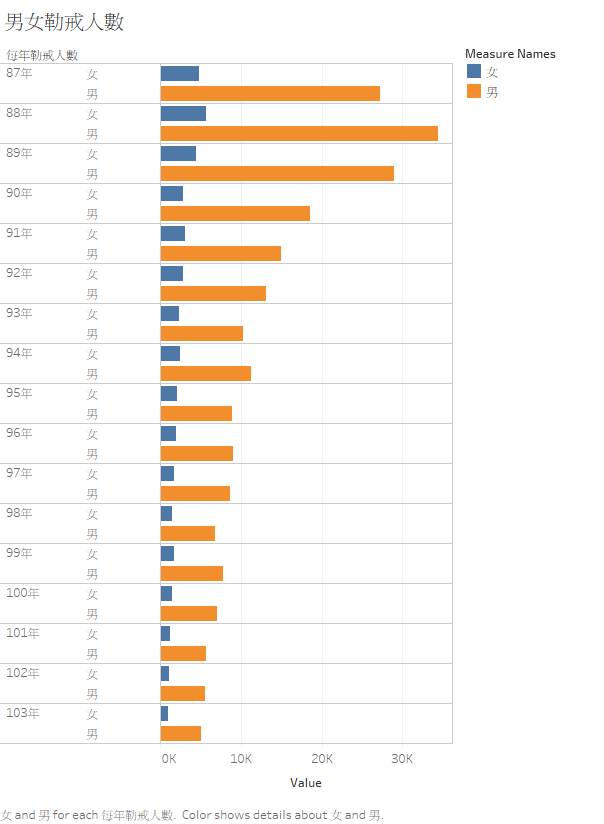 男女勒戒人數
每年勒戒人數
Measure Names
女
男
87年 女
男
88年 女
男
89年 女
男
90年 女
男
91年 女
男
92年 女
男
93年 女
男
94年 女
男
95年 女
男
96年 女
男
97年 女
男
98年 女
男
99年 女
男
100年 女
男
101年 女
男
102年 女
男
103年 女
男
0K 10K 20K 30K
Value
女 and 男 for each 每年勒戒人數. Color shows details about 女 and 男.